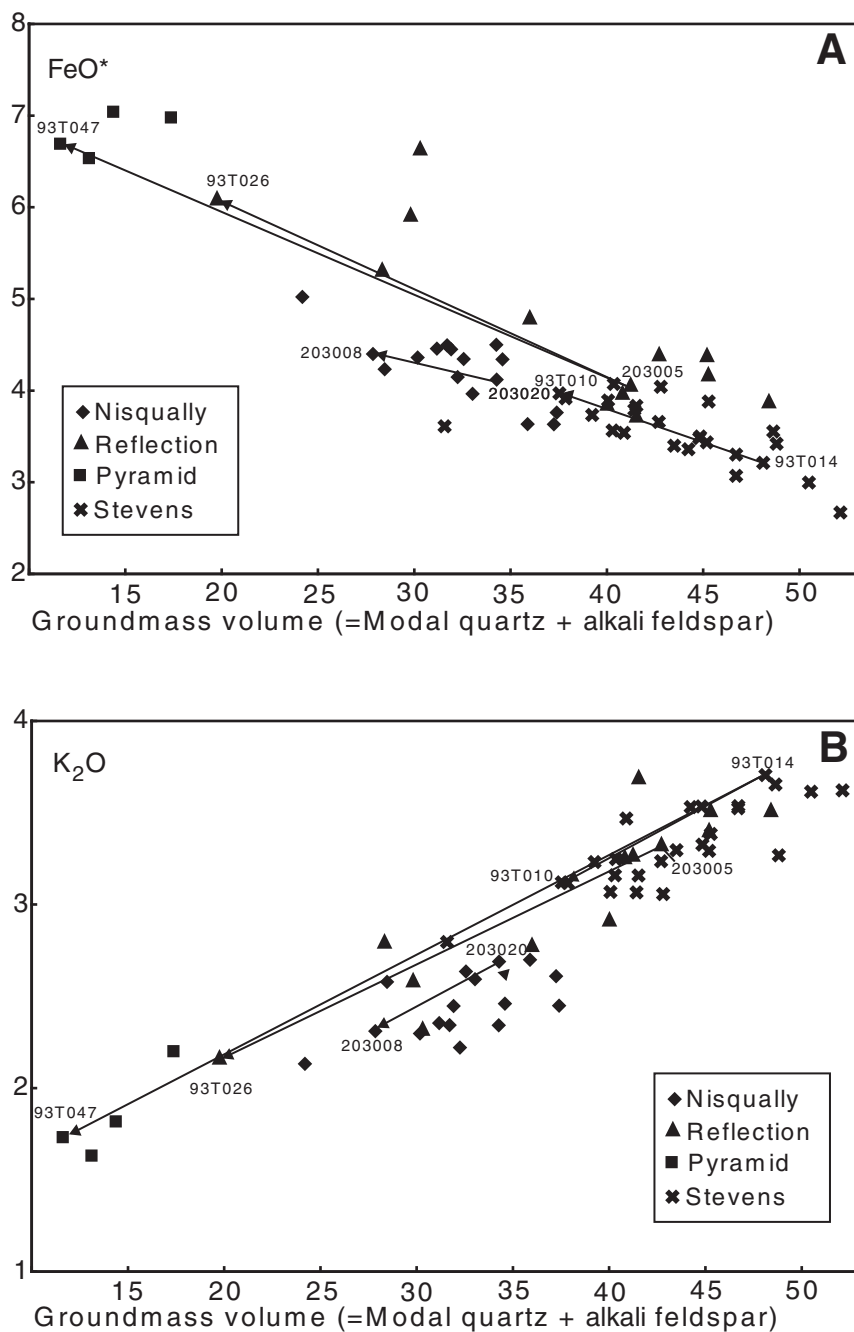 8
A
FeO*
7
93T047
93T026
6
5
203008
93T010
203005
4
203020
Nisqually
Reflection
Pyramid
Stevens
93T014
3
2
15 20 25 30 35 40 45 50
Groundmass volume (=Modal quartz + alkali feldspar)
4
B
K2O
93T014
93T010
203005
3
203020
203008
93T026
2
93T047
Nisqually
Reflection
Pyramid
Stevens
1
15 20 25 30 35 40 45 50
Groundmass volume (=Modal quartz + alkali feldspar)